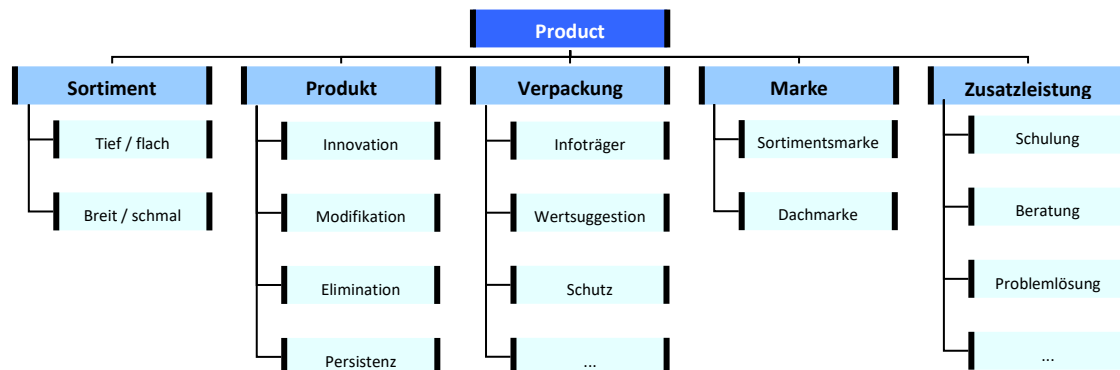 Product
Sortiment
Tief / flach
Breit / schmal
Produkt
Innovation
Modifikation
Elimination
Persistenz
Verpackung
Infoträger
Wertsuggestion
Schutz
...
Marke
Sortimentsmarke
Dachmarke
Zusatzleistung
Schulung
Beratung
Problemlösung
...